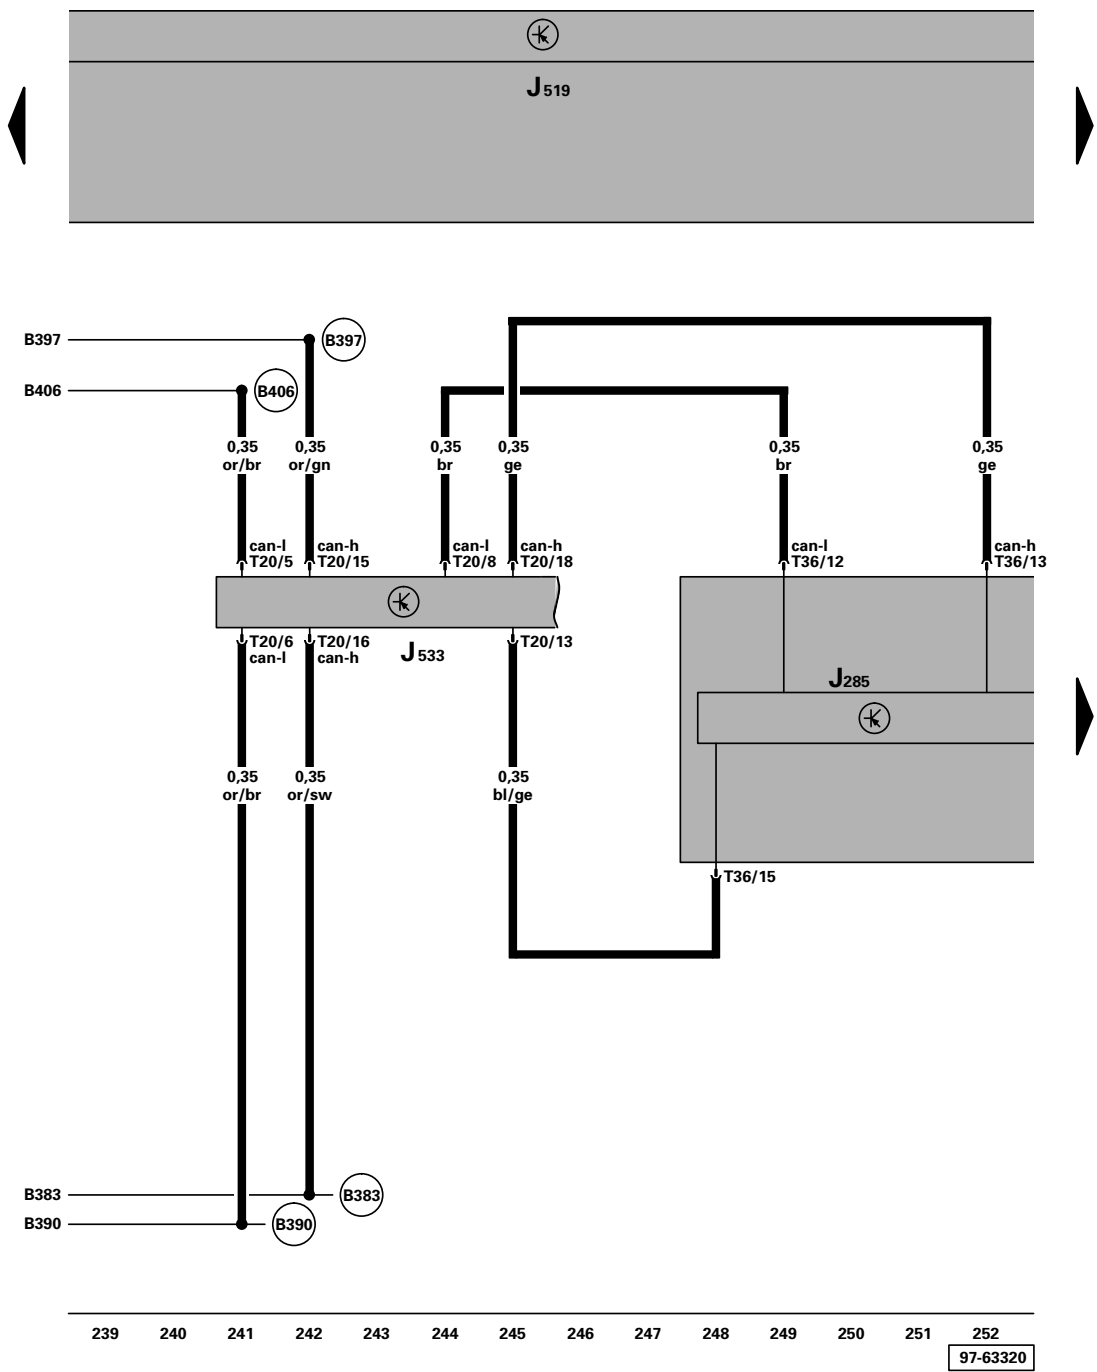 J519
B397
B397
B406
B406
0,35 0,35 0,35 0,35 0,35 0,35
or/br or/gn br ge br ge
can-l can-h can-l can-h can-l can-h
T20/5 T20/15 T20/8 T20/18 T36/12 T36/13
T20/6 T20/16 J533 T20/13
can-l can-h
J285
0,35 0,35 0,35
or/br or/sw bl/ge
T36/15
B383 B383
B390 B390
239 240 241 242 243 244 245 246 247 248 249 250 251 252
97-63320